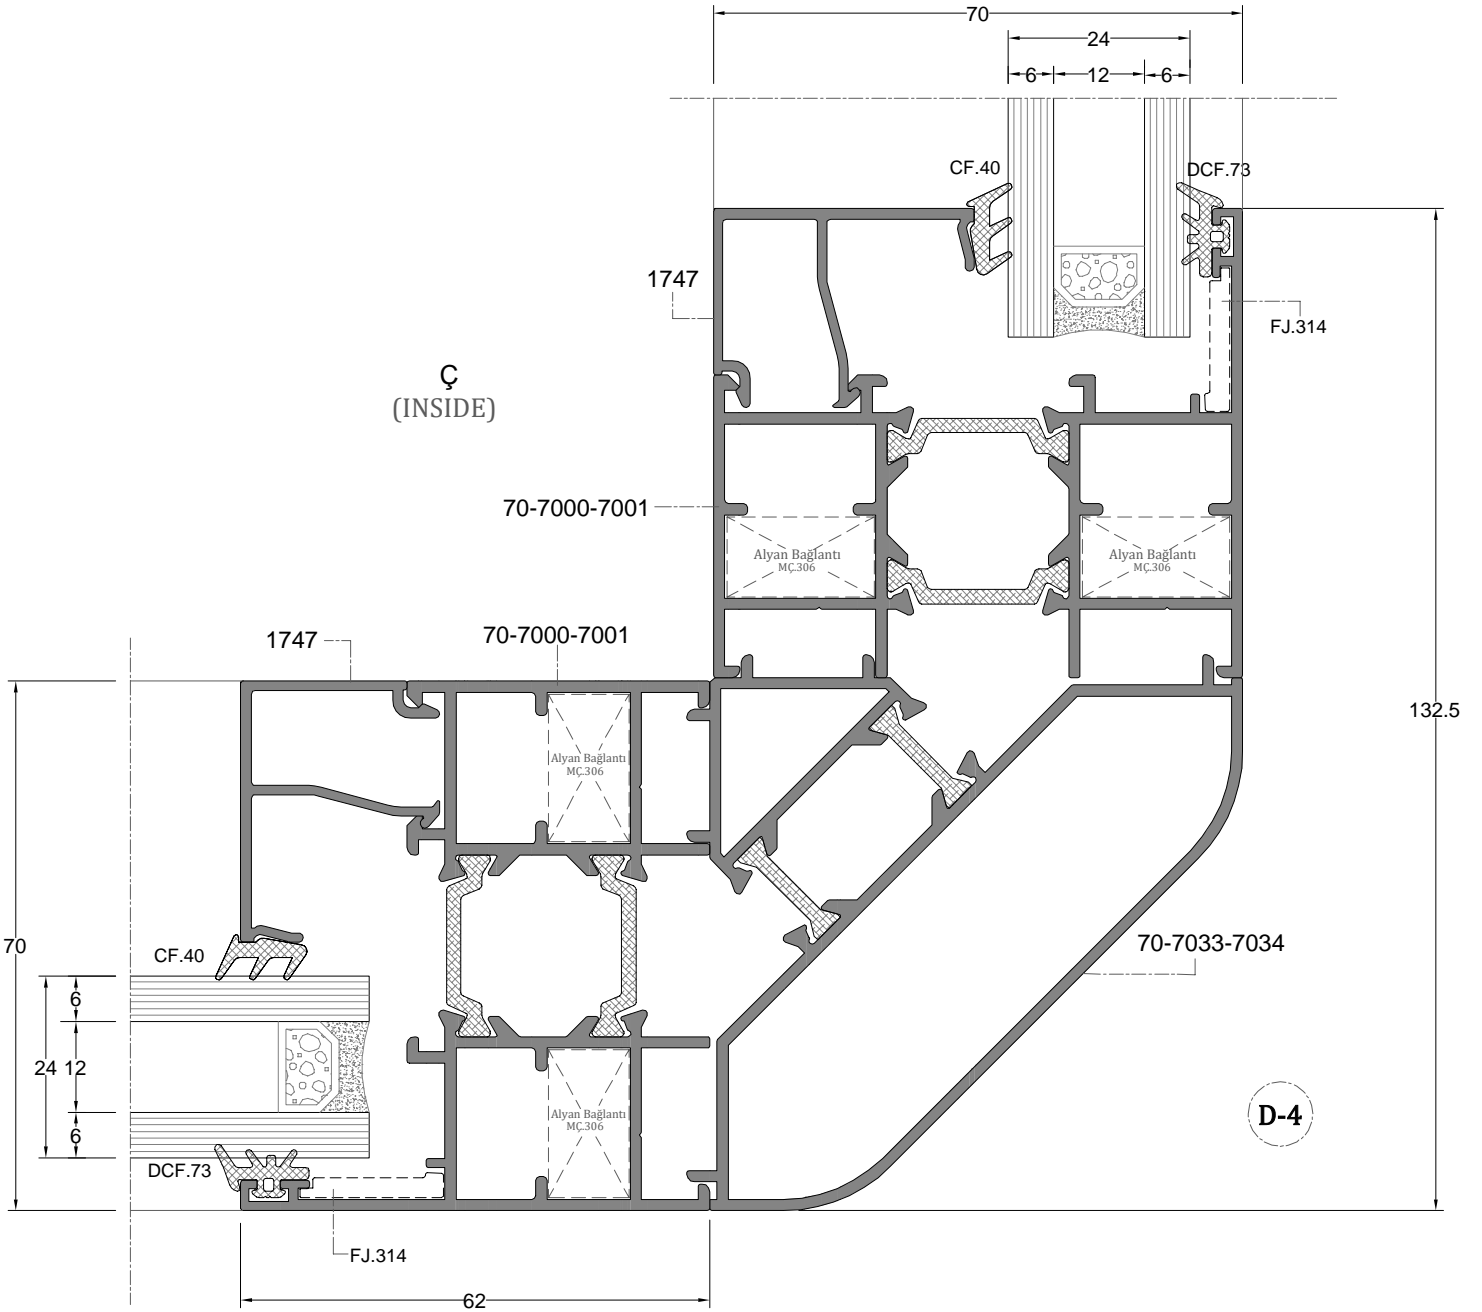 70
24
6 12 6
CF.40
DCF.73
1747
FJ.314
Ç
(INSIDE)
70-7000-7001
Alyan Bağlantı
MÇ.306
Alyan Bağlantı
MÇ.306
1747
70-7000-7001
132.5
Alyan Bağlantı
MÇ.306
70
CF.40
70-7033-7034
6
24 12
6
Alyan Bağlantı
MÇ.306
D-4
DCF.73
FJ.314
62